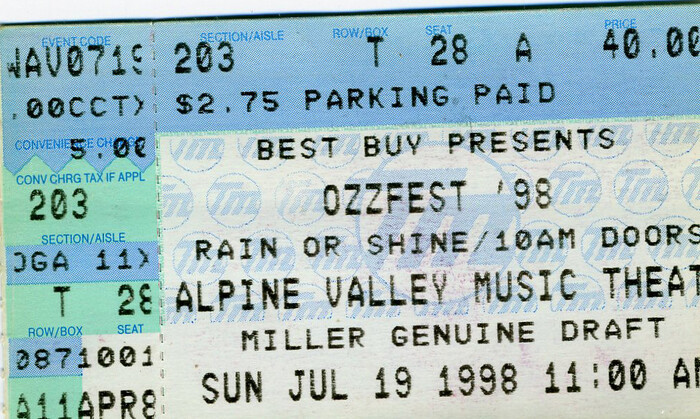 EVENT CODE
WAV0719
.00CCTX
CONVENIENCE CHARGE
5.00
CONV CHRG TAX IF APPL
203
SECTION/AISLE
OGA 11X
T 28
ROW/BOX SEAT
0871001
A11APR8
SECTION/AISLE ROW/BOX SEAT PRICE
203 T 28 A 40.00
$2.75 PARKING PAID
BEST BUY PRESENTS
OZZFEST '98
RAIN OR SHINE/10AM DOORS
ALPINE VALLEY MUSIC THEAT
MILLER GENUINE DRAFT
SUN JUL 19 1998 11:00 AM